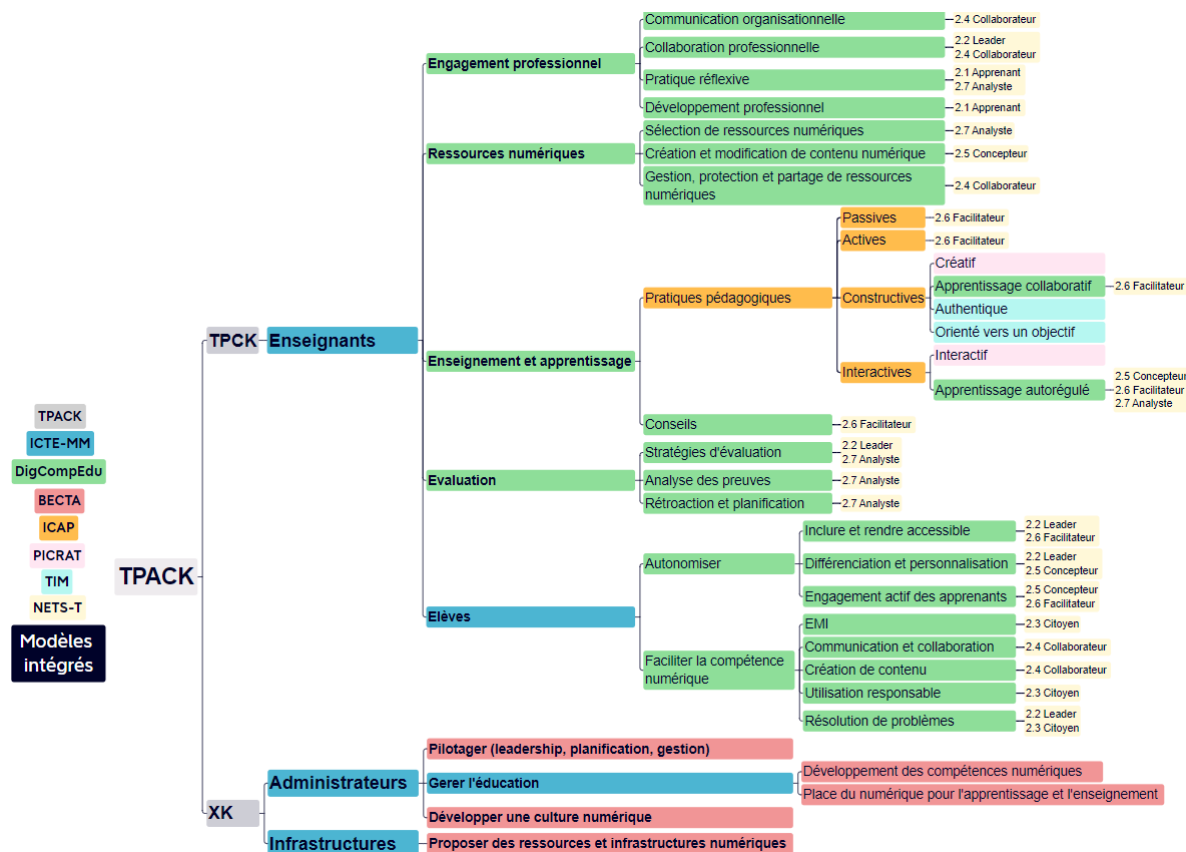 Communication organisationnelle
2.4 Collaborateur
Collaboration professionnelle
2.2 Leader
2.4 Collaborateur
Engagement professionnel
Pratique réflexive
2.1 Apprenant
2.7 Analyste
Développement professionnel
2.1 Apprenant
Sélection de ressources numériques
2.7 Analyste
Ressources numériques
Création et modification de contenu numérique
2.5 Concepteur
Gestion, protection et partage de ressources
numériques
2.4 Collaborateur
Passives
2.6 Facilitateur
Actives
2.6 Facilitateur
Créatif
Pratiques pédagogiques
Constructives
Apprentissage collaboratif
2.6 Facilitateur
Authentique
Orienté vers un objectif
TPCK
Enseignants
Enseignement et apprentissage
Interactif
Interactives
Apprentissage autorégulé
2.5 Concepteur
2.6 Facilitateur
2.7 Analyste
Conseils
2.6 Facilitateur
Stratégies d'évaluation
2.2 Leader
2.7 Analyste
Evaluation
Analyse des preuves
2.7 Analyste
Rétroaction et planification
2.7 Analyste
TPACK
ICTE-MM
DigCompEdu
BECTA
ICAP
PICRAT
TIM
NETS-T
Modèles
intégrés
TPACK
Inclure et rendre accessible
2.2 Leader
2.6 Facilitateur
Autonomiser
Différenciation et personnalisation
2.2 Leader
2.5 Concepteur
Engagement actif des apprenants
2.5 Concepteur
2.6 Facilitateur
Elèves
EMI
2.3 Citoyen
Communication et collaboration
2.4 Collaborateur
Faciliter la compétence
numérique
Création de contenu
2.4 Collaborateur
Utilisation responsable
2.3 Citoyen
Résolution de problèmes
2.2 Leader
2.3 Citoyen
Pilotager (leadership, planification, gestion)
Administrateurs
Gerer l'éducation
Développement des compétences numériques
Place du numérique pour l'apprentissage et l'enseignement
XK
Développer une culture numérique
Infrastructures
Proposer des ressources et infrastructures numériques